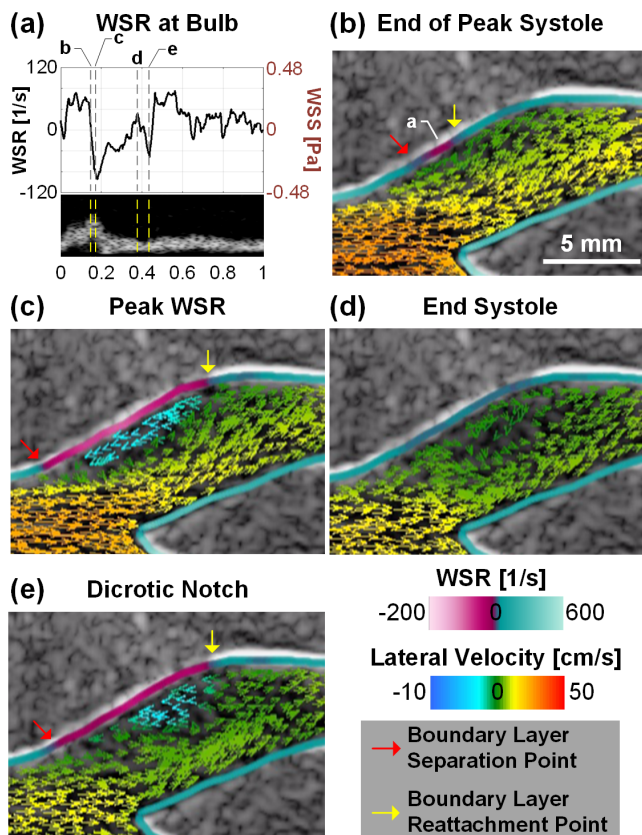 (a) WSR at Bulb
b c d e
120
0
-120
WSR [1/s]
0.48
0
-0.48
WSS [Pa]
0 0.2 0.4 0.6 0.8 1
(b) End of Peak Systole
a
5 mm
(c) Peak WSR
(d) End Systole
(e) Dicrotic Notch
WSR [1/s]
-200 0 600
Lateral Velocity [cm/s]
-10 0 50
Boundary Layer
Separation Point
Boundary Layer
Reattachment Point